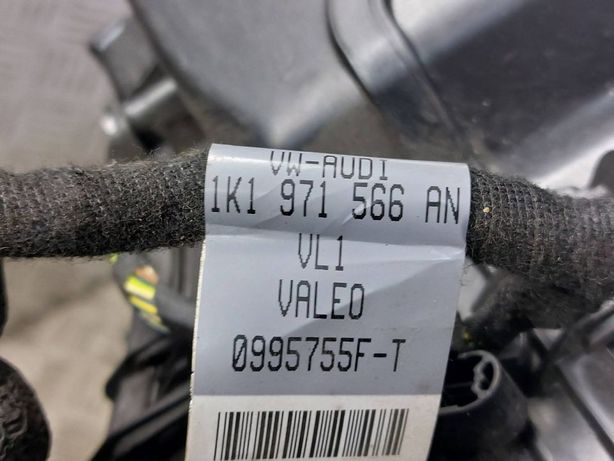 VW-AUDI
1K1 971 566 AN
VL1
VALEO
0995755F-T